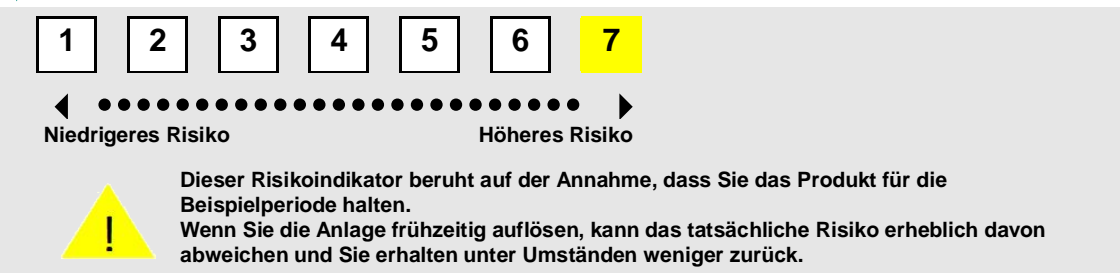 1 2 3 4 5 6 7
Niedrigeres Risiko Höheres Risiko
Dieser Risikoindikator beruht auf der Annahme, dass Sie das Produkt für die
Beispielperiode halten.
!
Wenn Sie die Anlage frühzeitig auflösen, kann das tatsächliche Risiko erheblich davon
abweichen und Sie erhalten unter Umständen weniger zurück.